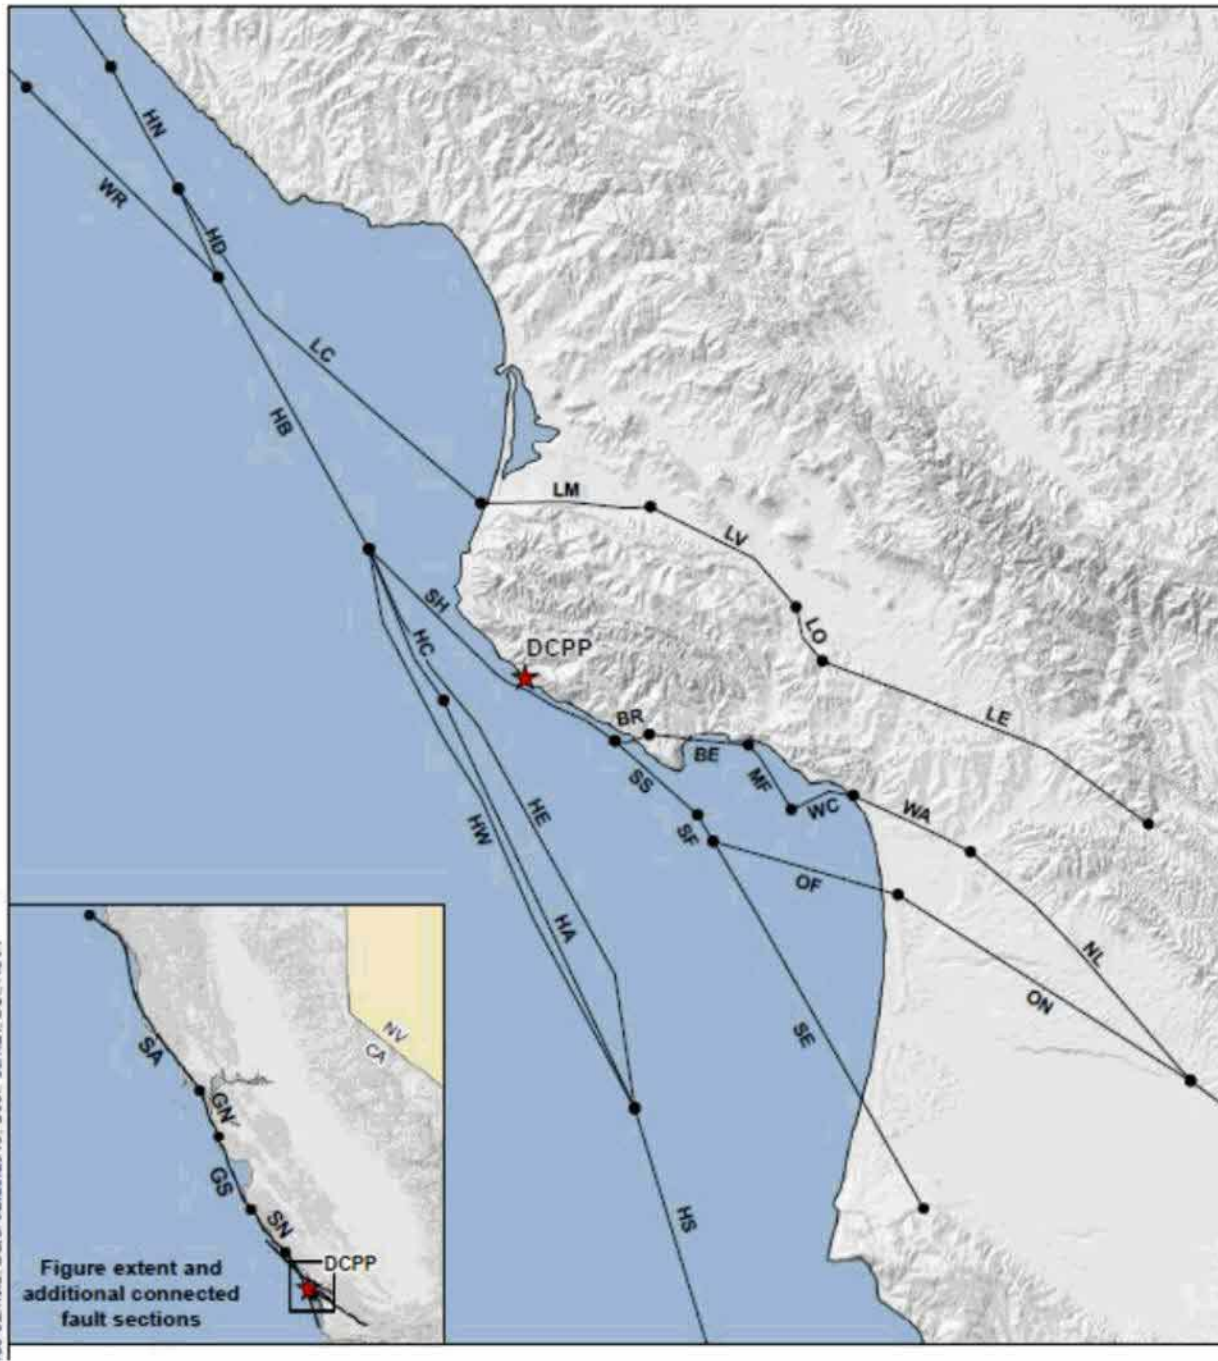 HN
WR
HD
LC
HB
LM
LV
SH
LO
HC
DCPP
LE
BR
BE
SS
MF
WC
WA
HE
HW
SF
OF
HA
NL
ON
SE
HS
NV
CA
SA
GN
GS
SN
DCPP
Figure extent and
additional connected
fault sections